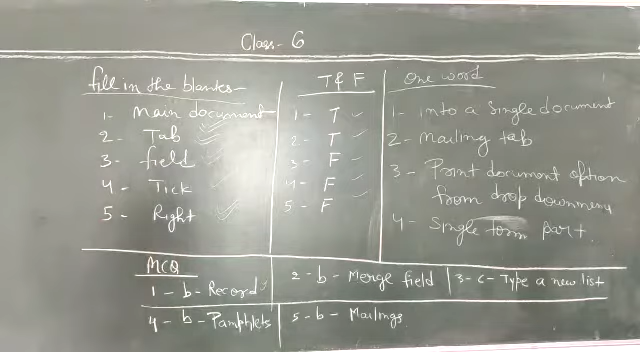 Class - 6
fill in the blanks -
1 - Main document
2 - Tab
3 - field
4 - Tick
5 - Right
T & F
1 - T
2 - T
3 - F
4 - F
5 - F
One word
1 - into a single document
2 - Mailing tab
3 - Print document option
from drop downmenu
4 - Single part.
MCQ
1 - b - Record
2 - b - Merge field
3 - c - Type a new list
4 - b - Pamphlets
5 - b - Mailings